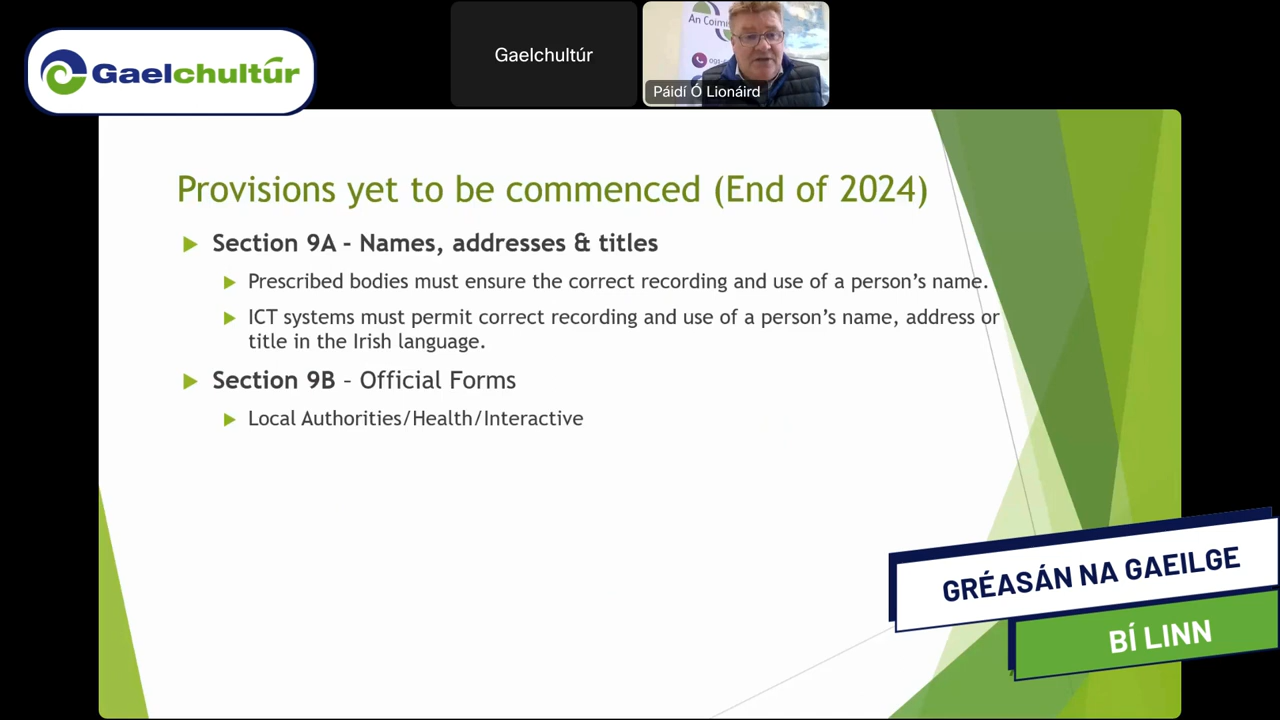 Gaelchultúr
Gaelchultúr
An Coimi
Páidí Ó Lionáird
Provisions yet to be commenced (End of 2024)
Section 9A - Names, addresses & titles
Prescribed bodies must ensure the correct recording and use of a person's name.
ICT systems must permit correct recording and use of a person's name, address or
title in the Irish language.
Section 9B – Official Forms
Local Authorities/Health/Interactive
GRÉASÁN NA GAEILGE
BÍ LINN